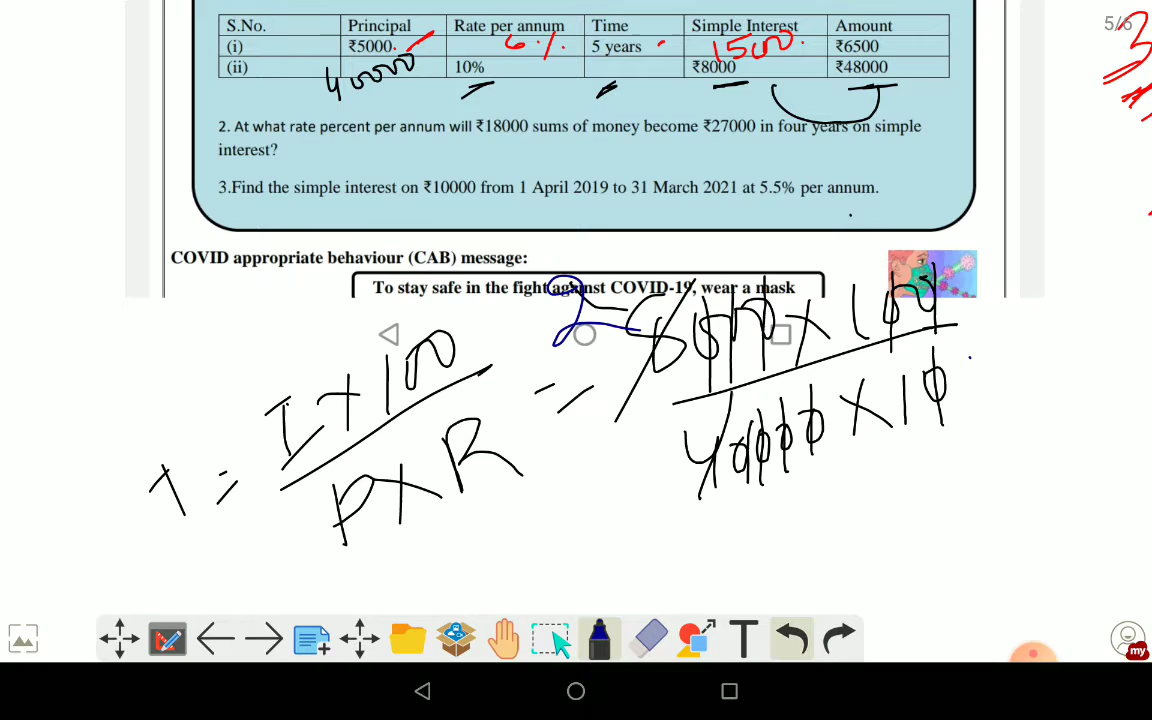 5/6
3
S.No. Principal Rate per annum Time Simple Interest Amount
(i) ₹5000 6% 5 years 1500 ₹6500
(ii) 40000 10% ₹8000 ₹48000
2. At what rate percent per annum will ₹18000 sums of money become ₹27000 in four years on simple
interest?
3.Find the simple interest on ₹10000 from 1 April 2019 to 31 March 2021 at 5.5% per annum.
COVID appropriate behaviour (CAB) message:
To stay safe in the fight against COVID-19, wear a mask
2
T = I × 100 = 8000 × 100
P × R 40000 × 10
T
my